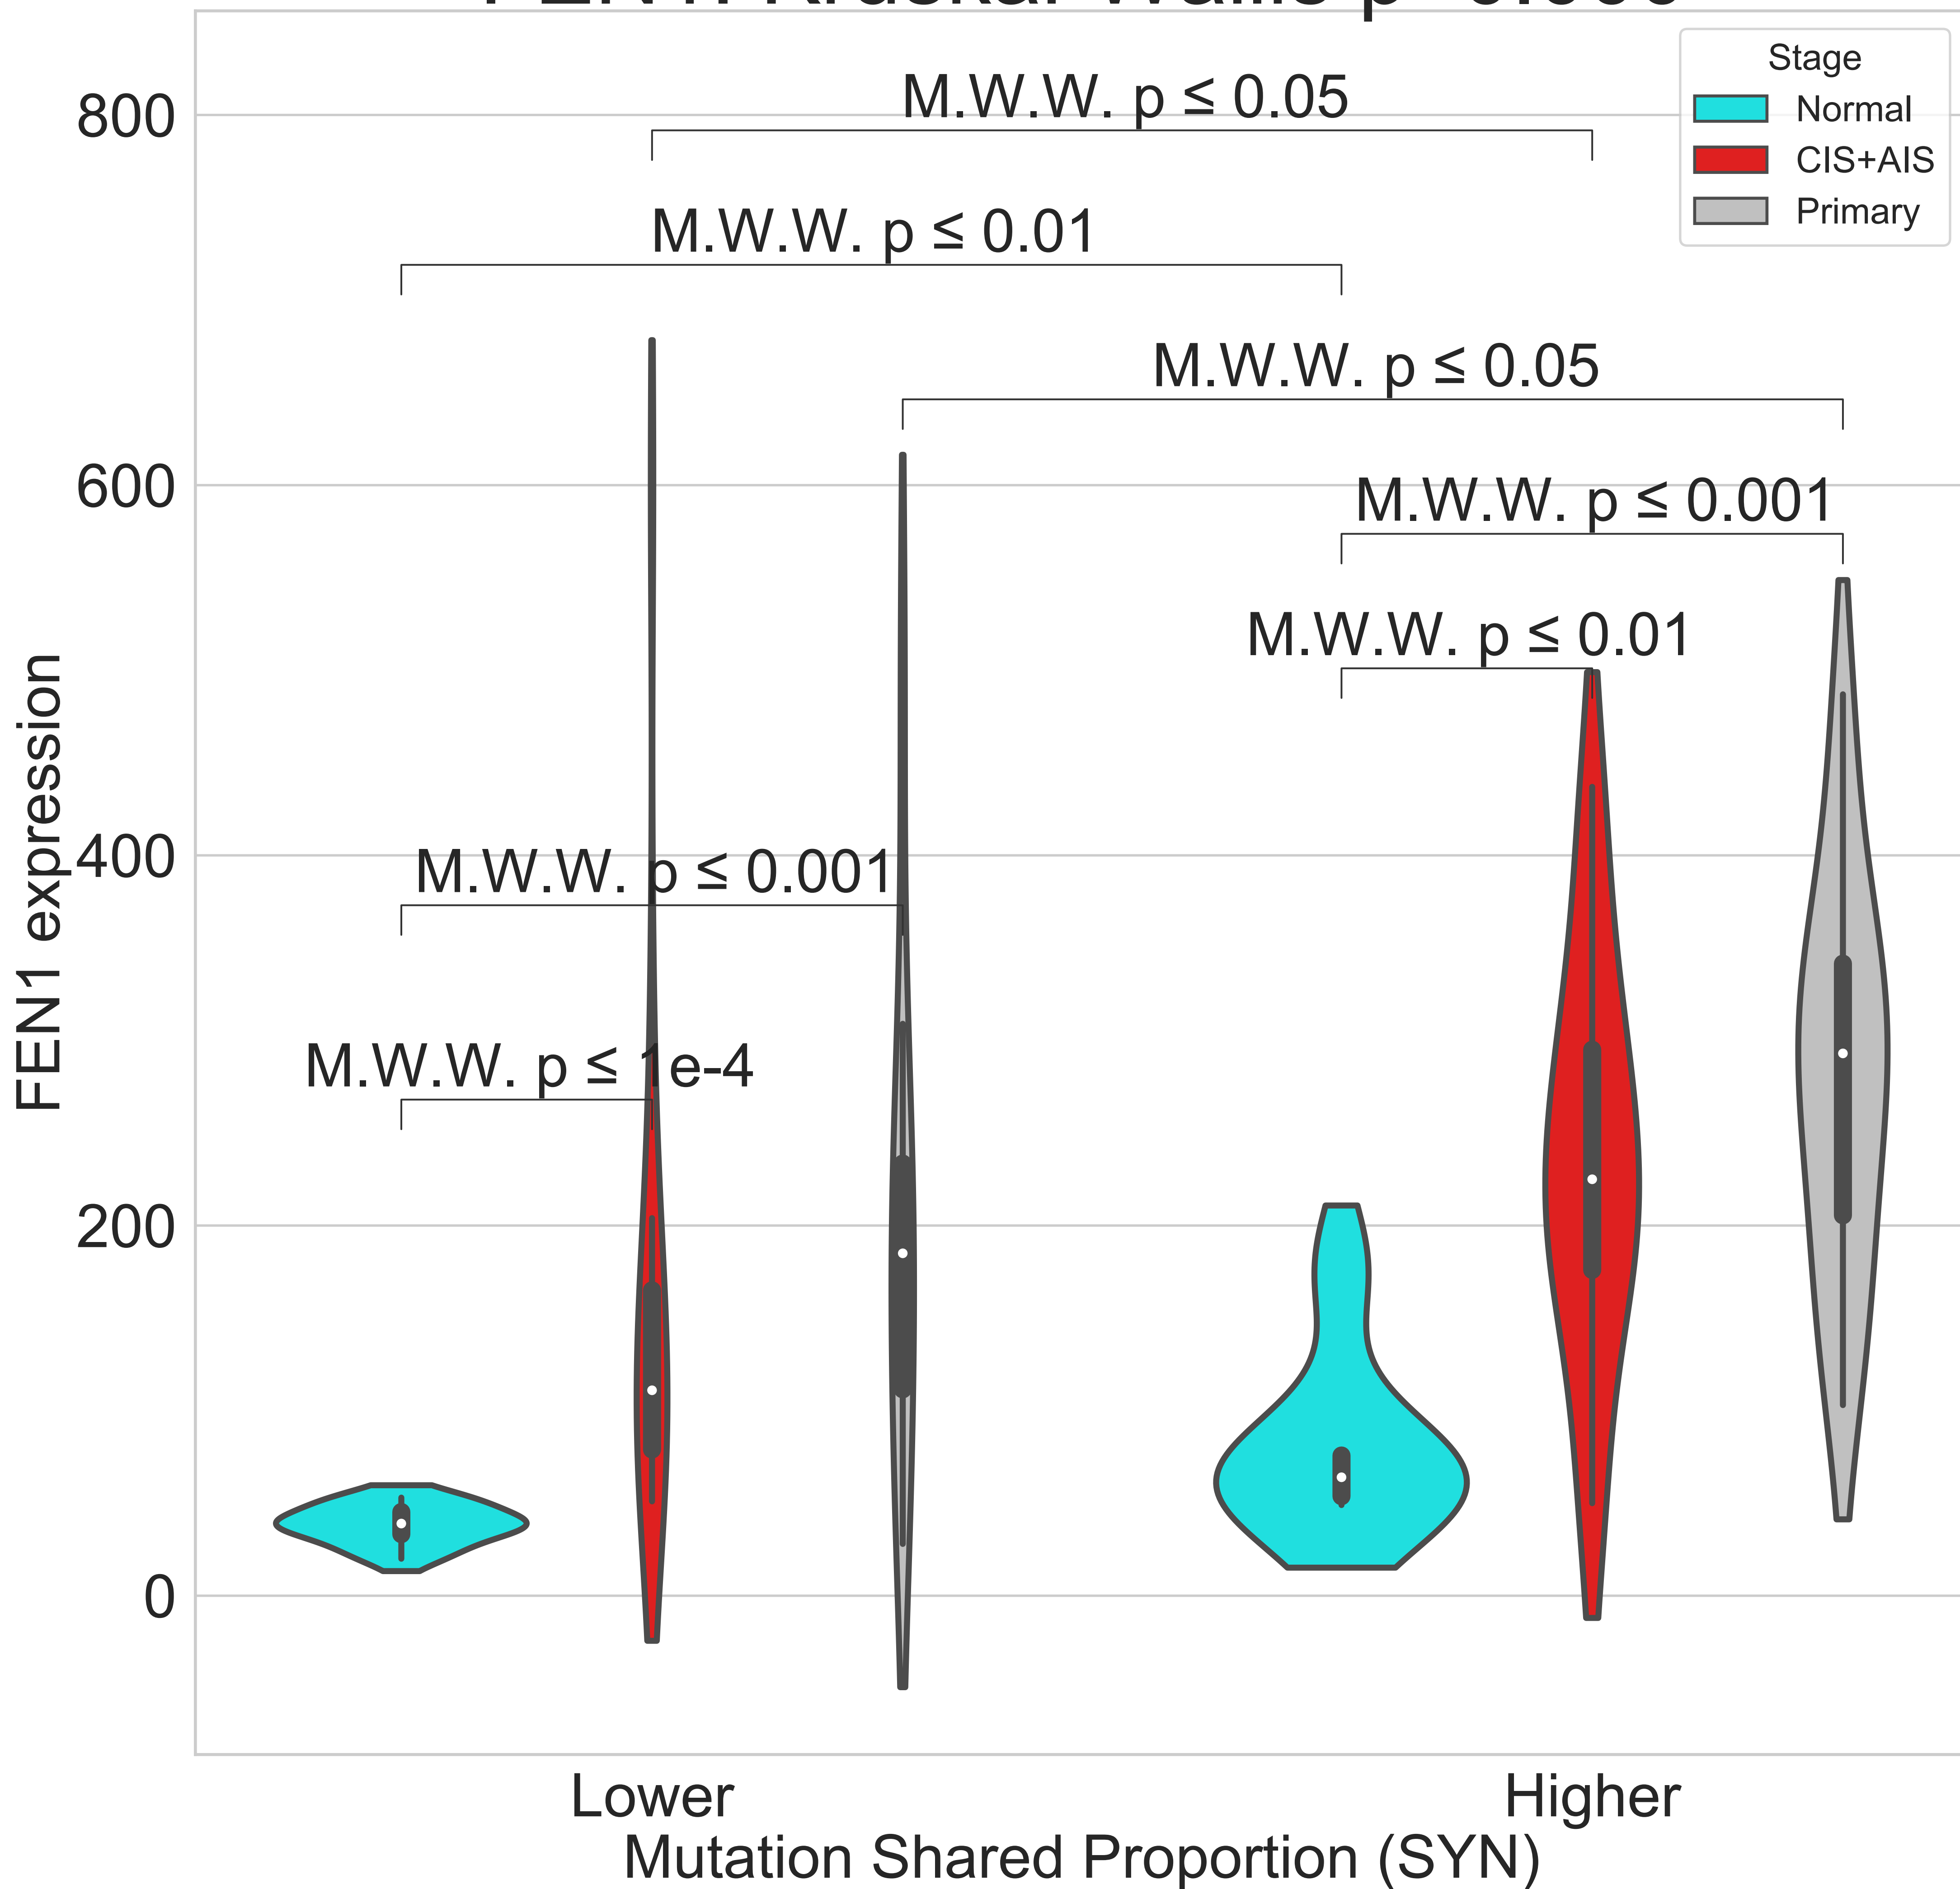 Stage
Normal
CIS+AIS
Primary
M.W.W. p ≤ 0.05
M.W.W. p ≤ 0.01
M.W.W. p ≤ 0.05
M.W.W. p ≤ 0.001
M.W.W. p ≤ 0.01
M.W.W. p ≤ 0.001
M.W.W. p ≤ 1e-4
800
600
400
200
0
FEN1 expression
Lower
Higher
Mutation Shared Proportion (SYN)